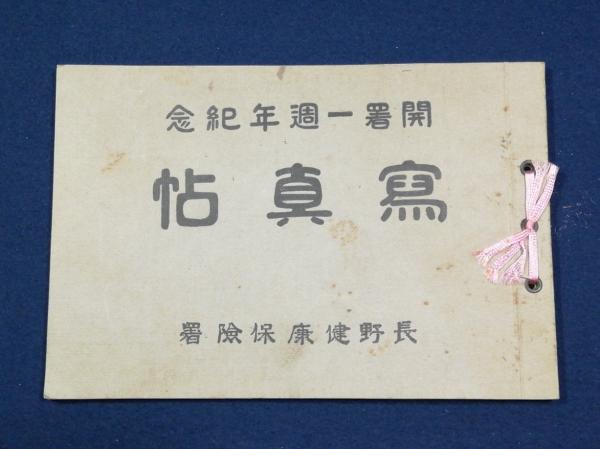 開署一週年紀念
寫真帖
長野健康保險署